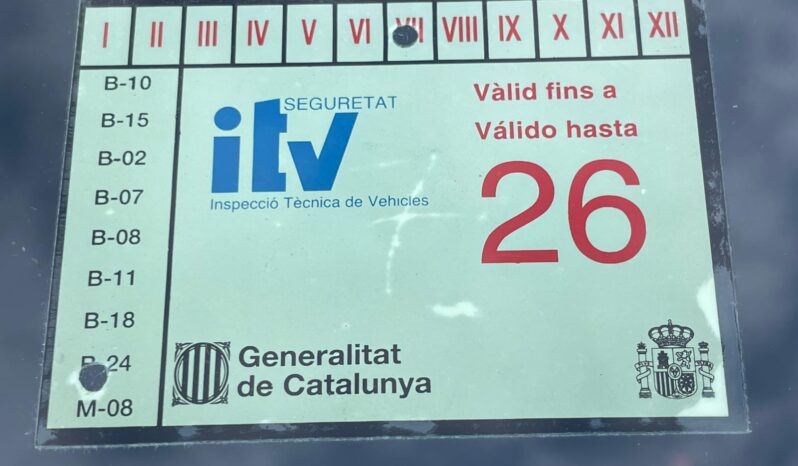 I II III IV V VI VII VIII IX X XI XII
B-10
B-15
B-02
B-07
B-08
B-11
B-18
B-24
M-08
SEGURETAT
itv
Inspecció Tècnica de Vehicles
Vàlid fins a
Válido hasta
26
Generalitat
de Catalunya